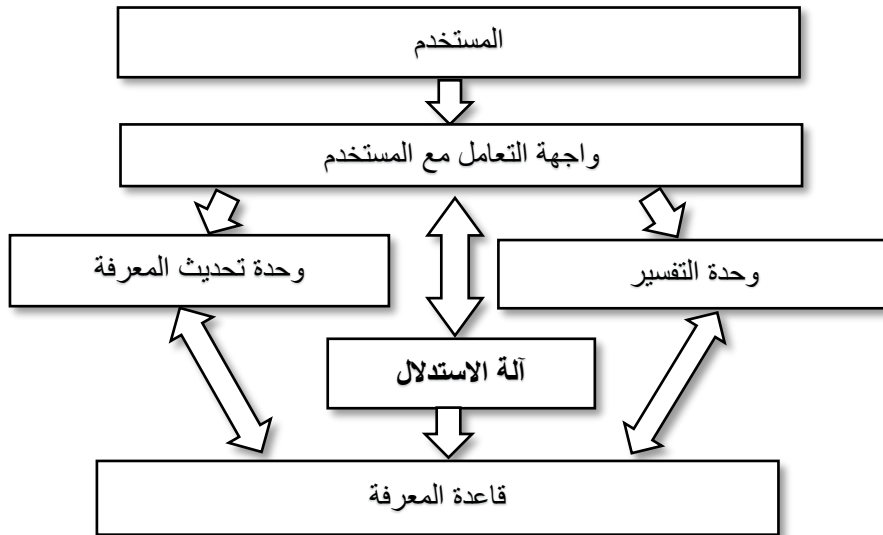 المستخدم
واجهة التعامل مع المستخدم
وحدة التفسير
وحدة تحديث المعرفة
آلة الاستدلال
قاعدة المعرفة